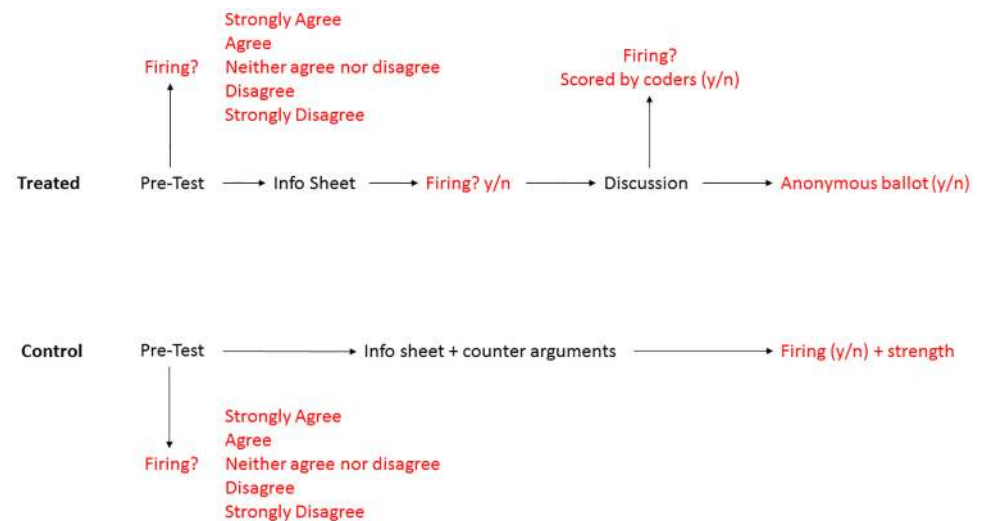 Strongly Agree
Agree
Firing? Neither agree nor disagree
Disagree
Strongly Disagree
Firing?
Scored by coders (y/n)
Treated Pre-Test Info Sheet Firing? y/n Discussion Anonymous ballot (y/n)
Control Pre-Test Info sheet + counter arguments Firing (y/n) + strength
Strongly Agree
Agree
Firing? Neither agree nor disagree
Disagree
Strongly Disagree